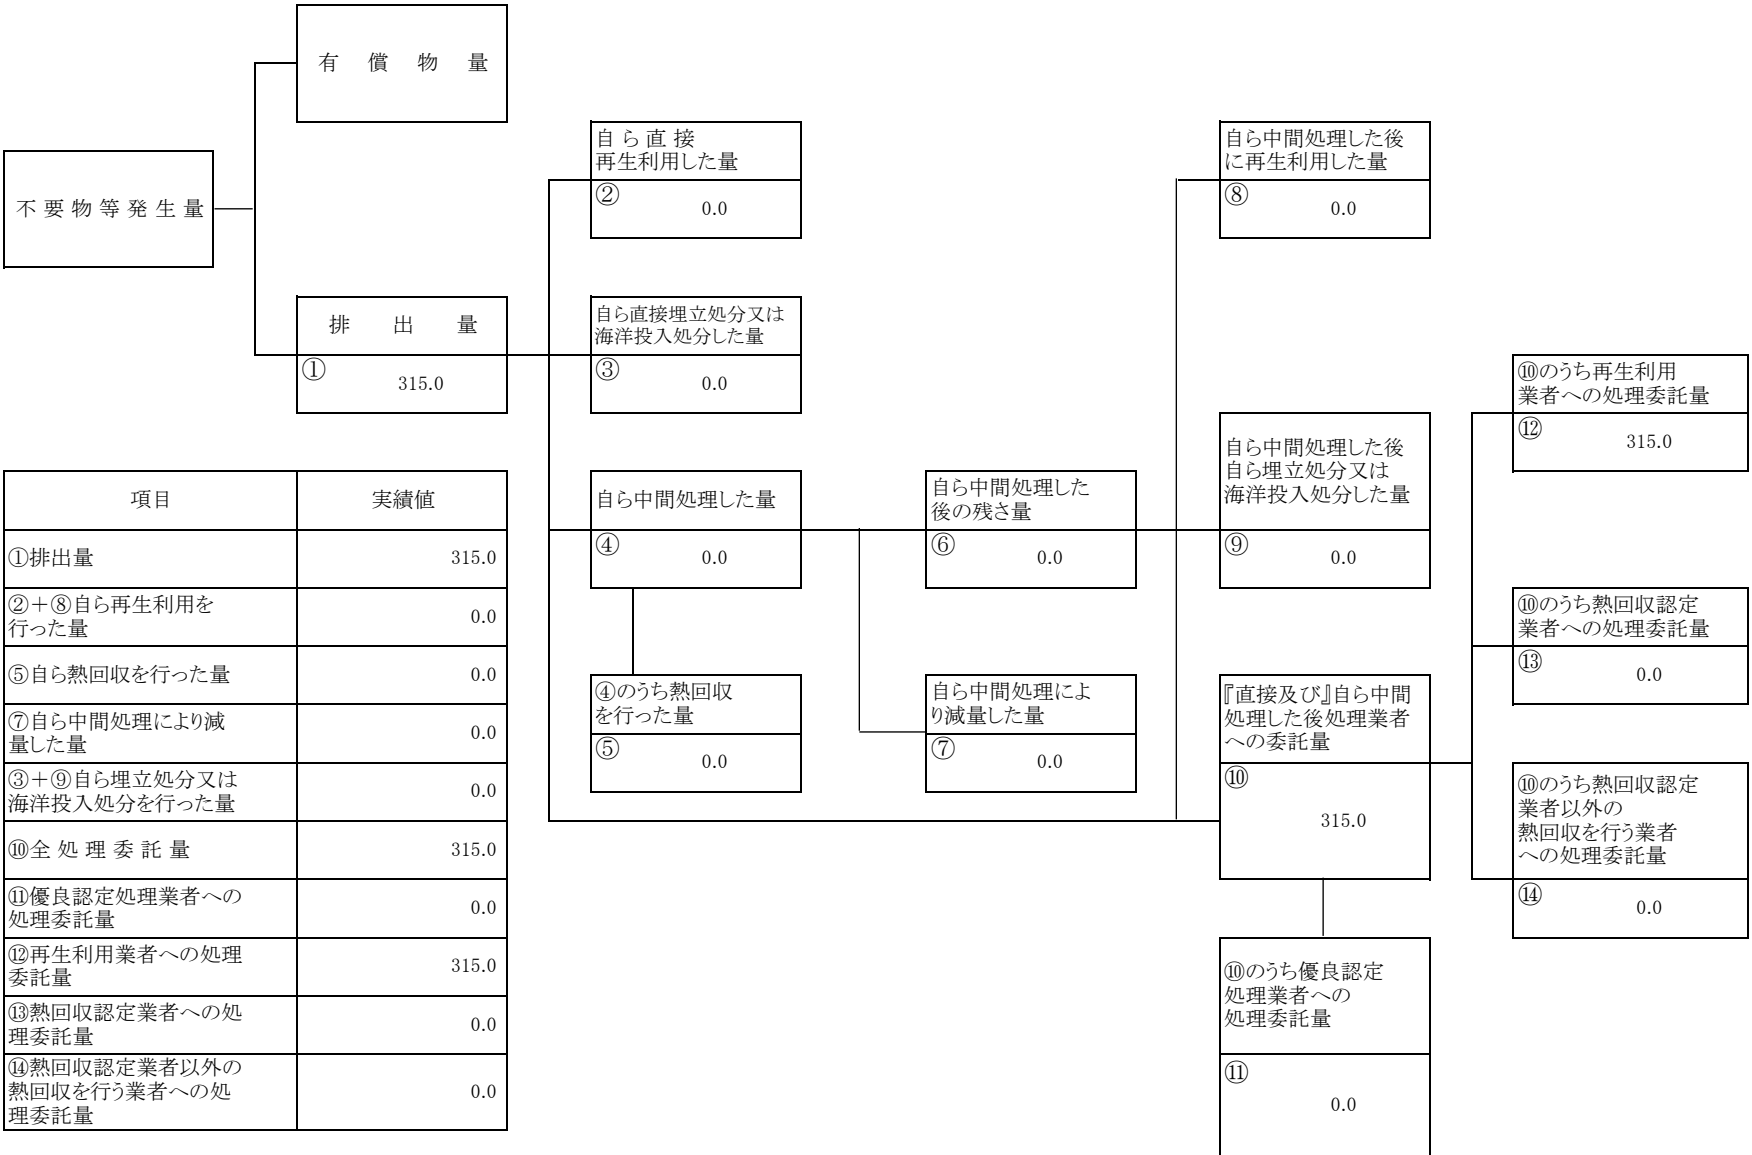 有償物量
不要物等発生量
排出量
①
315.0
自ら直接
再生利用した量
②
0.0
自ら直接埋立処分又は
海洋投入処分した量
③
0.0
自ら中間処理した量
④
0.0
④のうち熱回収
を行った量
⑤
0.0
自ら中間処理した
後の残さ量
⑥
0.0
自ら中間処理によ
り減量した量
⑦
0.0
自ら中間処理した後
に再生利用した量
⑧
0.0
自ら中間処理した後
自ら埋立処分又は
海洋投入処分した量
⑨
0.0
『直接及び』自ら中間
処理した後処理業者
への委託量
⑩
315.0
⑩のうち優良認定
処理業者への
処理委託量
⑪
0.0
⑩のうち再生利用
業者への処理委託量
⑫
315.0
⑩のうち熱回収認定
業者への処理委託量
⑬
0.0
⑩のうち熱回収認定
業者以外の
熱回収を行う業者
への処理委託量
⑭
0.0
項目 実績値
①排出量 315.0
②+⑧自ら再生利用を
行った量 0.0
⑤自ら熱回収を行った量 0.0
⑦自ら中間処理により減
量した量 0.0
③+⑨自ら埋立処分又は
海洋投入処分を行った量 0.0
⑩全処理委託量 315.0
⑪優良認定処理業者への
処理委託量 0.0
⑫再生利用業者への処理
委託量 315.0
⑬熱回収認定業者への処
理委託量 0.0
⑭熱回収認定業者以外の
熱回収を行う業者への処
理委託量 0.0